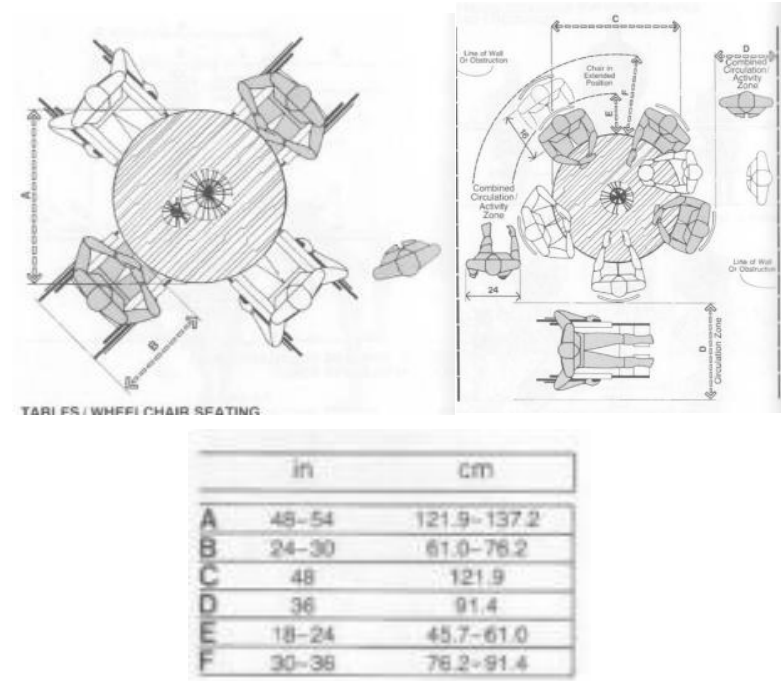 A
B
TABLES / WHEELCHAIR SEATING
C
D
Line of Wall
Or Obstruction
Chair in
Extended
Position
F
E
16
Combined
Circulation/
Activity
Zone
Combined
Circulation/
Activity
Zone
24
Line of Wall
Or Obstruction
D
Circulation Zone
in cm
A 48–54 121.9–137.2
B 24–30 61.0–76.2
C 48 121.9
D 36 91.4
E 18–24 45.7–61.0
F 30–36 76.2–91.4